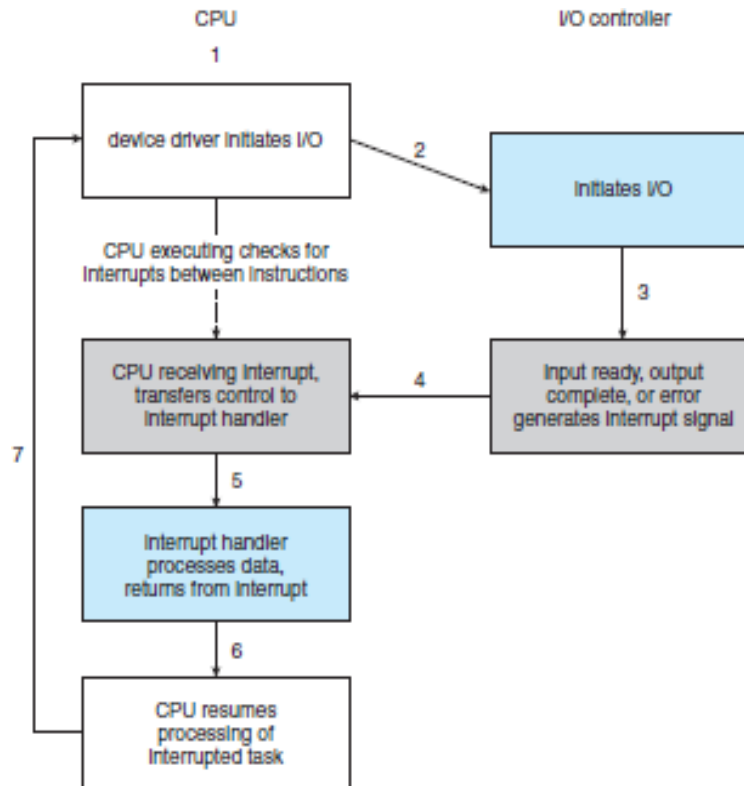 CPU
I/O controller
1
device driver initiates I/O
2
initiates I/O
CPU executing checks for
interrupts between instructions
3
CPU receiving interrupt,
transfers control to
interrupt handler
4
input ready, output
complete, or error
generates interrupt signal
7
5
interrupt handler
processes data,
returns from interrupt
6
CPU resumes
processing of
interrupted task